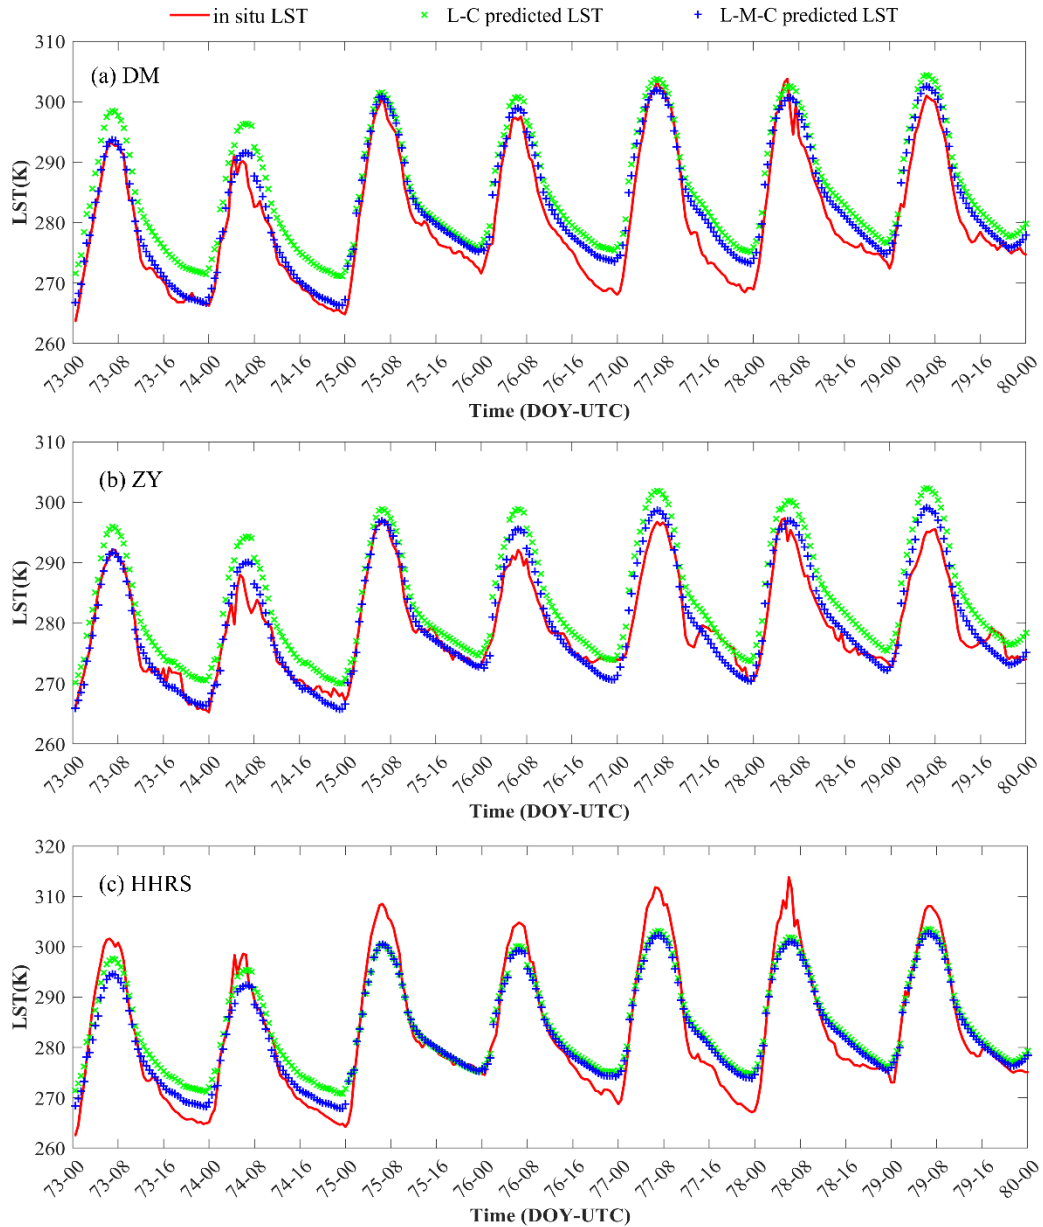 in situ LST L-C predicted LST L-M-C predicted LST
310
(a) DM
300
290
280
270
260
LST(K)
73-00 73-08 73-16 74-00 74-08 74-16 75-00 75-08 75-16 76-00 76-08 76-16 77-00 77-08 77-16 78-00 78-08 78-16 79-00 79-08 79-16 80-00
Time (DOY-UTC)
310
(b) ZY
300
290
280
270
260
LST(K)
73-00 73-08 73-16 74-00 74-08 74-16 75-00 75-08 75-16 76-00 76-08 76-16 77-00 77-08 77-16 78-00 78-08 78-16 79-00 79-08 79-16 80-00
Time (DOY-UTC)
320
(c) HHRS
310
300
290
280
270
260
LST(K)
73-00 73-08 73-16 74-00 74-08 74-16 75-00 75-08 75-16 76-00 76-08 76-16 77-00 77-08 77-16 78-00 78-08 78-16 79-00 79-08 79-16 80-00
Time (DOY-UTC)